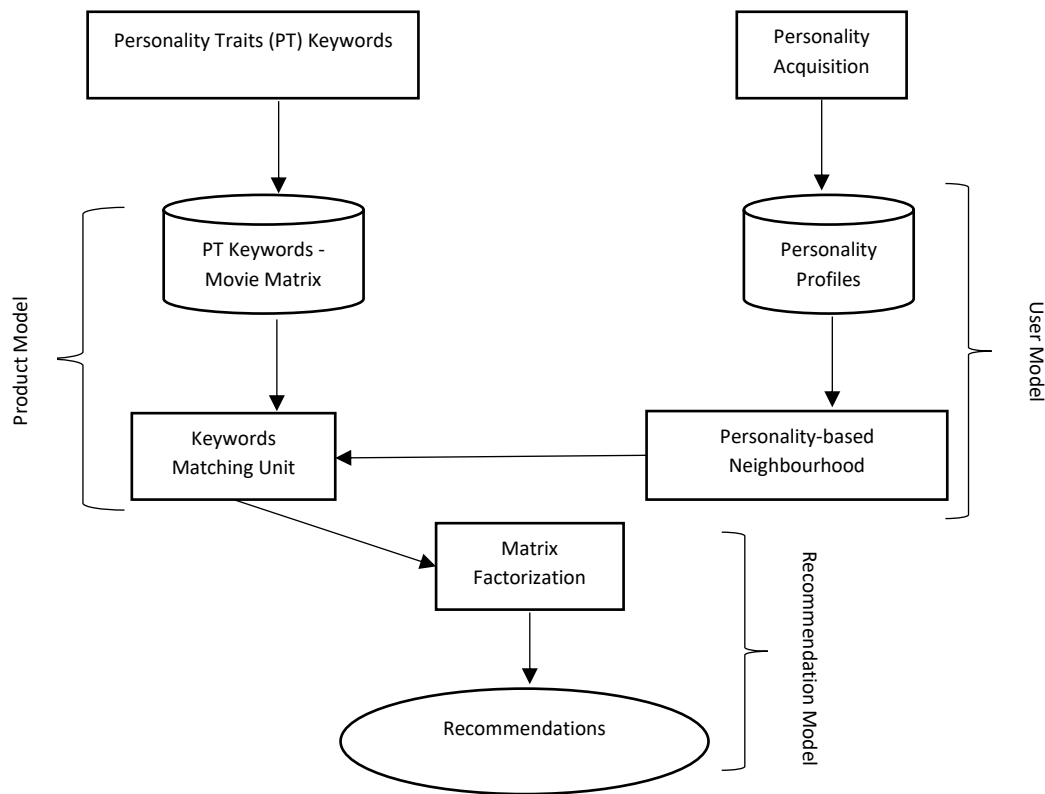 Personality Traits (PT) Keywords
Personality
Acquisition
PT Keywords -
Movie Matrix
Personality
Profiles
Product Model
User Model
Keywords
Matching Unit
Personality-based
Neighbourhood
Matrix
Factorization
Recommendation Model
Recommendations